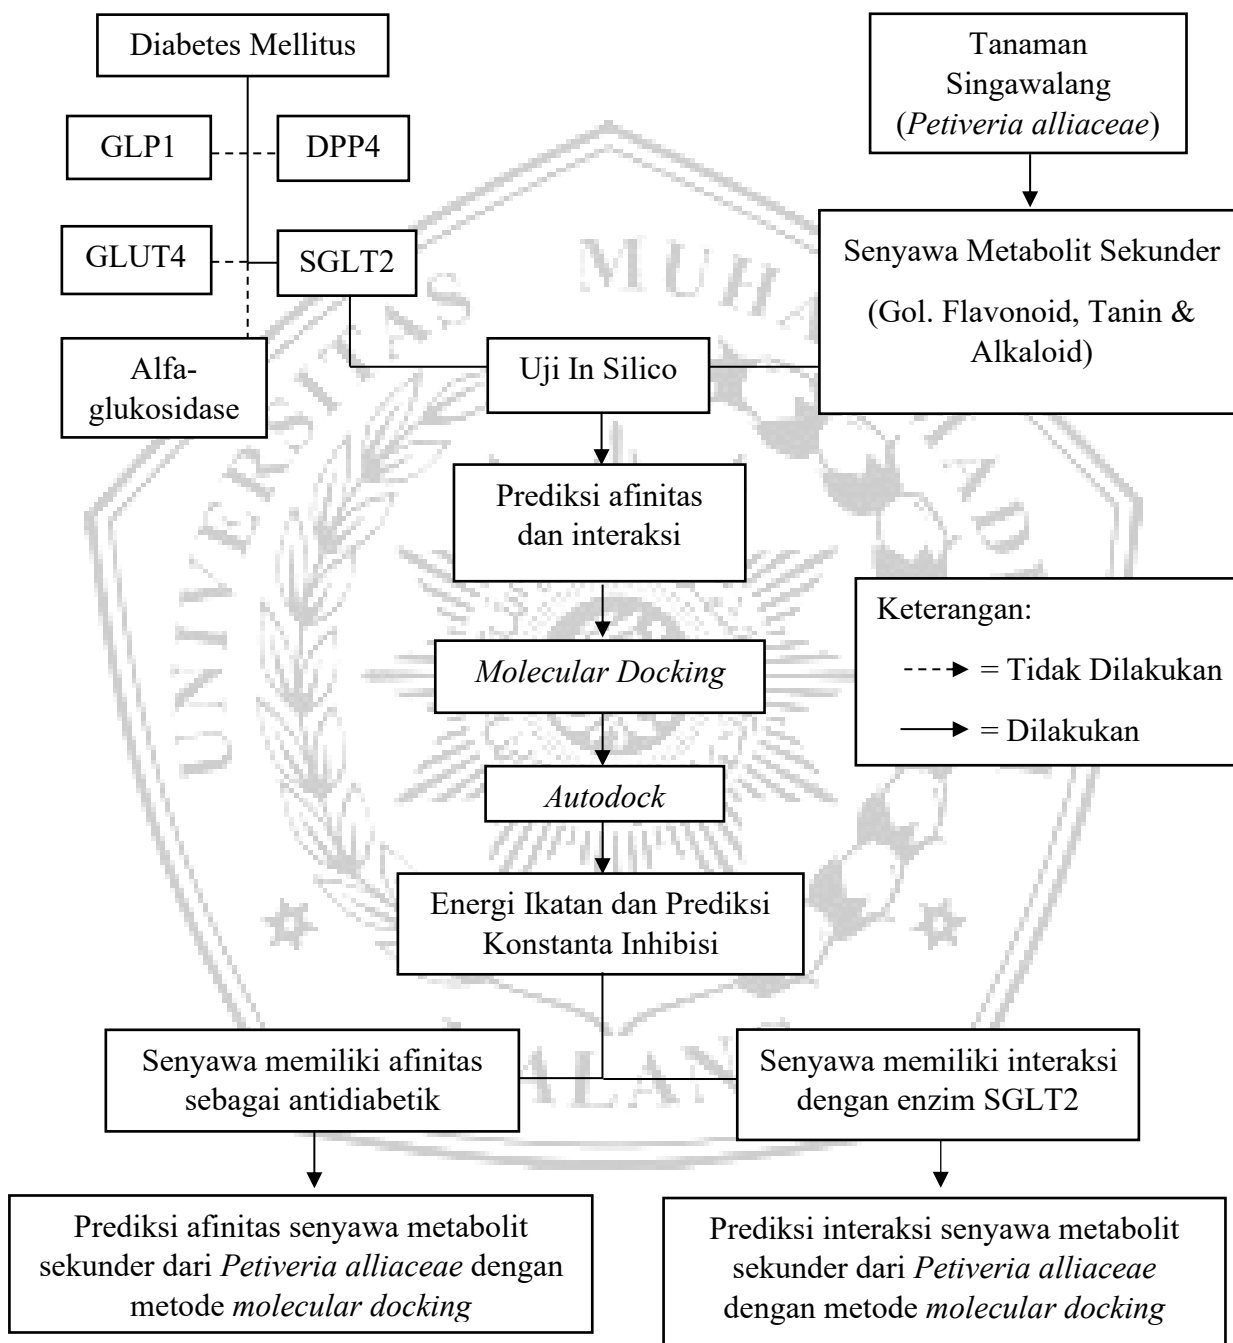 Diabetes Mellitus
Tanaman
Singawalang
(Petiveria alliaceae)
GLP1
DPP4
GLUT4
SGLT2
Senyawa Metabolit Sekunder
(Gol. Flavonoid, Tanin &
Alkaloid)
Alfa-
glukosidase
Uji In Silico
Prediksi afinitas
dan interaksi
Keterangan:
= Tidak Dilakukan
= Dilakukan
Molecular Docking
Autodock
Energi Ikatan dan Prediksi
Konstanta Inhibisi
Senyawa memiliki afinitas
sebagai antidiabetik
Senyawa memiliki interaksi
dengan enzim SGLT2
Prediksi afinitas senyawa metabolit
sekunder dari Petiveria alliaceae dengan
metode molecular docking
Prediksi interaksi senyawa metabolit
sekunder dari Petiveria alliaceae
dengan metode molecular docking
UNIVERSITAS